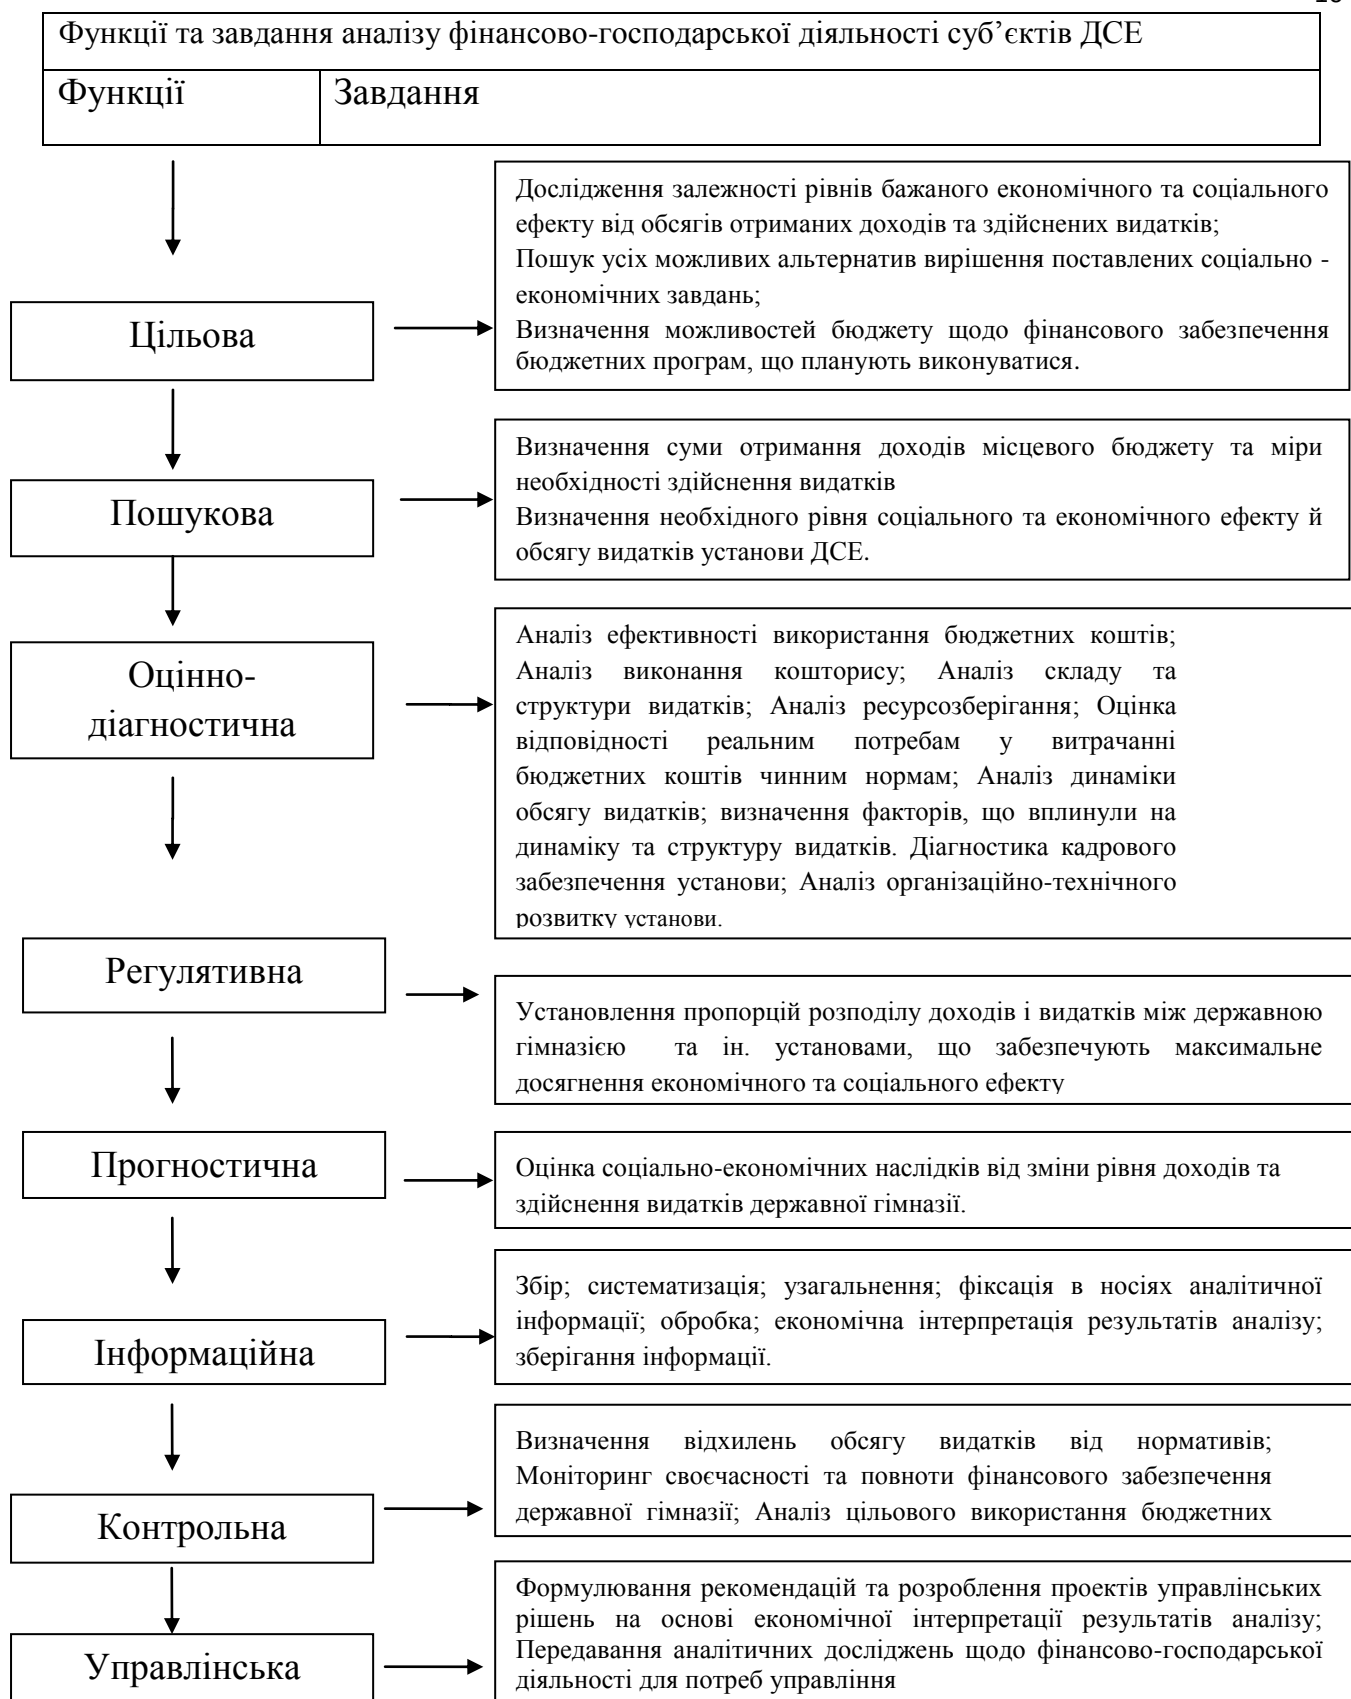 Функції та завдання аналізу фінансово-господарської діяльності суб’єктів ДСЕ
Функції
Завдання
Дослідження залежності рівнів бажаного економічного та соціального
ефекту від обсягів отриманих доходів та здійснених видатків;
Пошук усіх можливих альтернатив вирішення поставлених соціально -
економічних завдань;
Визначення можливостей бюджету щодо фінансового забезпечення
бюджетних програм, що планують виконуватися.
Цільова
Визначення суми отримання доходів місцевого бюджету та міри
необхідності здійснення видатків
Визначення необхідного рівня соціального та економічного ефекту й
обсягу видатків установи ДСЕ.
Пошукова
Аналіз ефективності використання бюджетних коштів;
Аналіз виконання кошторису; Аналіз складу та
структури видатків; Аналіз ресурсозберігання; Оцінка
відповідності реальним потребам у витрачанні
бюджетних коштів чинним нормам; Аналіз динаміки
обсягу видатків; визначення факторів, що вплинули на
динаміку та структуру видатків. Діагностика кадрового
забезпечення установи; Аналіз організаційно-технічного
розвитку установи.
Оцінно-
діагностична
Регулятивна
Установлення пропорцій розподілу доходів і видатків між державною
гімназією та ін. установами, що забезпечують максимальне
досягнення економічного та соціального ефекту
Прогностична
Оцінка соціально-економічних наслідків від зміни рівня доходів та
здійснення видатків державної гімназії.
Збір; систематизація; узагальнення; фіксація в носіях аналітичної
інформації; обробка; економічна інтерпретація результатів аналізу;
зберігання інформації.
Інформаційна
Визначення відхилень обсягу видатків від нормативів;
Моніторинг своєчасності та повноти фінансового забезпечення
державної гімназії; Аналіз цільового використання бюджетних
Контрольна
Формулювання рекомендацій та розроблення проектів управлінських
рішень на основі економічної інтерпретації результатів аналізу;
Передавання аналітичних досліджень щодо фінансово-господарської
діяльності для потреб управління
Управлінська